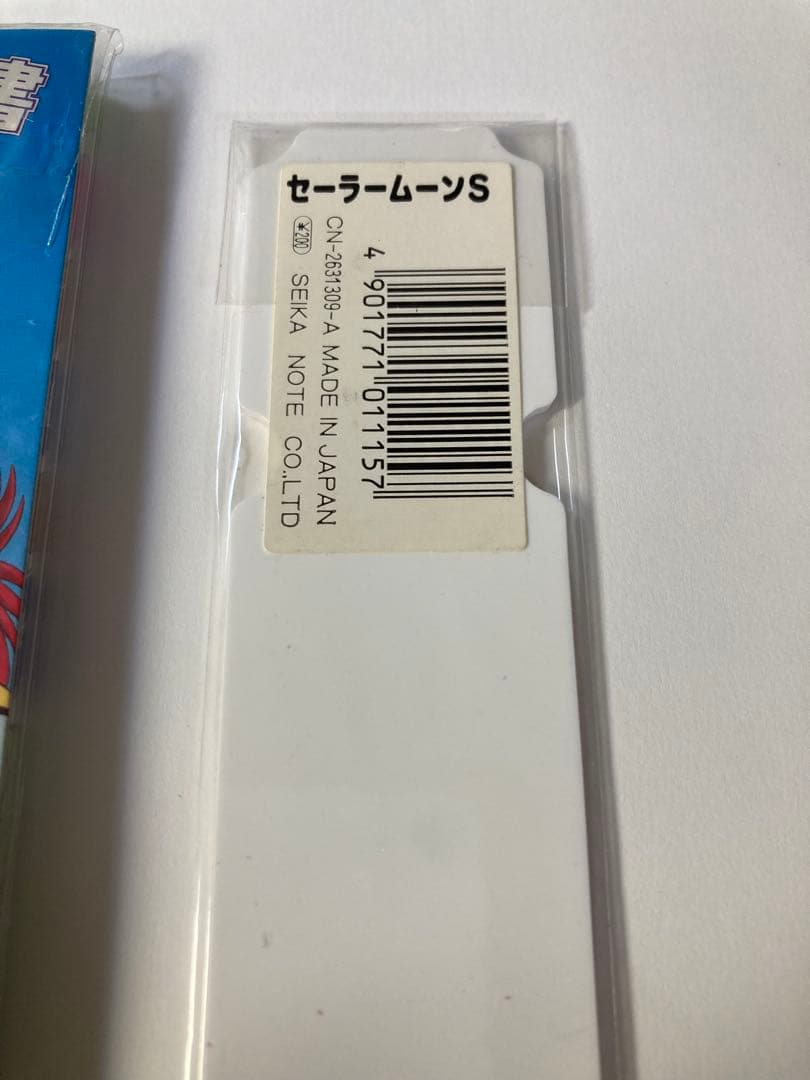 書
セーラームーンS
4 901771 011157
CN-2631309-A MADE IN JAPAN
¥200 SEIKA NOTE CO.,LTD